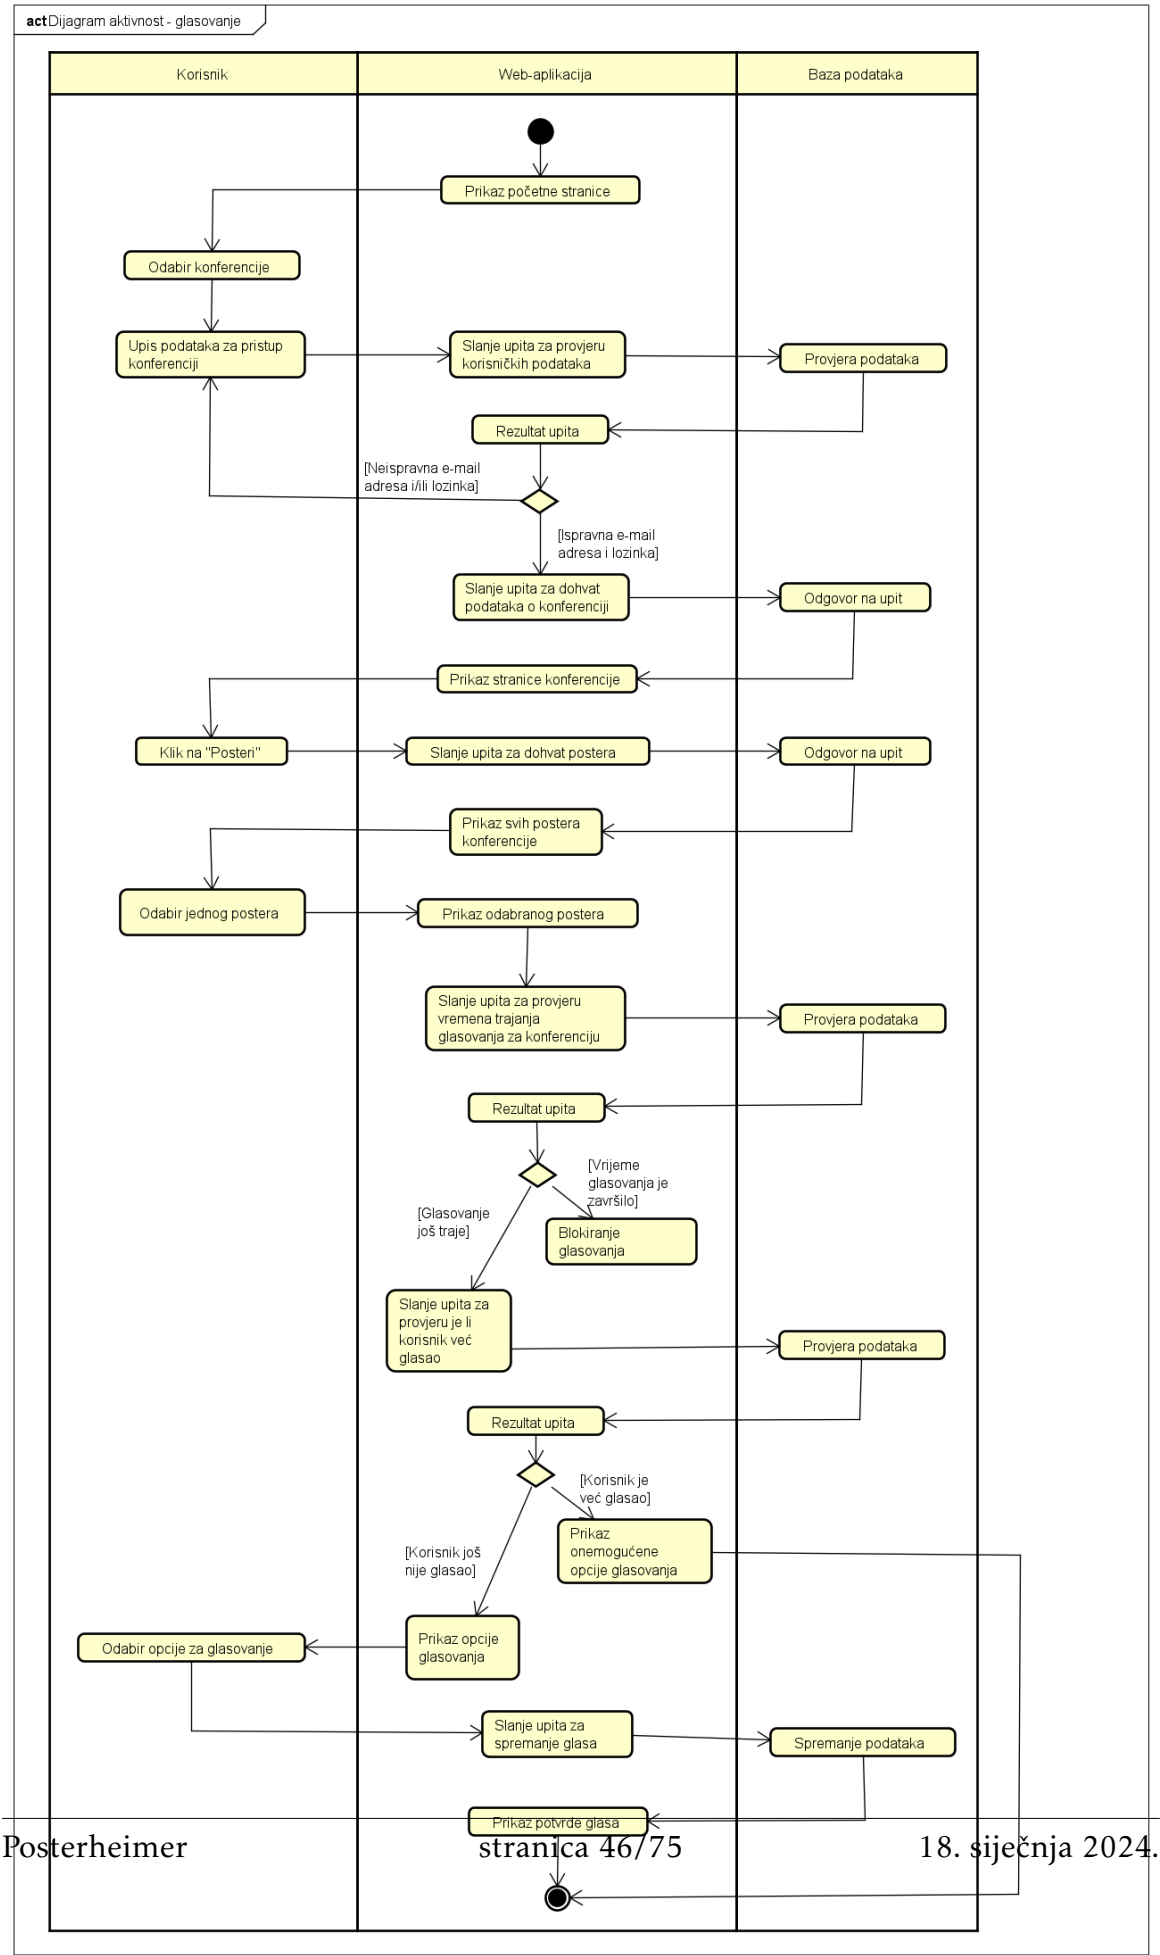 act Dijagram aktivnost - glasovanje
Korisnik
Web-aplikacija
Baza podataka
Prikaz početne stranice
Odabir konferencije
Upis podataka za pristup
konferenciji
Slanje upita za provjeru
korisničkih podataka
Provjera podataka
Rezultat upita
[Neispravna e-mail
adresa i/ili lozinka]
[Ispravna e-mail
adresa i lozinka]
Slanje upita za dohvat
podataka o konferenciji
Odgovor na upit
Prikaz stranice konferencije
Klik na "Posteri"
Slanje upita za dohvat postera
Odgovor na upit
Prikaz svih postera
konferencije
Odabir jednog postera
Prikaz odabranog postera
Slanje upita za provjeru
vremena trajanja
glasovanja za konferenciju
Provjera podataka
Rezultat upita
[Vrijeme
glasovanja je
završilo]
[Glasovanje
još traje]
Blokiranje
glasovanja
Slanje upita za
provjeru je li
korisnik već
glasao
Provjera podataka
Rezultat upita
[Korisnik je
već glasao]
Prikaz
onemogućene
opcije glasovanja
[Korisnik još
nije glasao]
Prikaz opcije
glasovanja
Odabir opcije za glasovanje
Slanje upita za
spremanje glasa
Spremanje podataka
Prikaz potvrde glasa
Posterheimer
stranica 46/75
18. siječnja 2024.